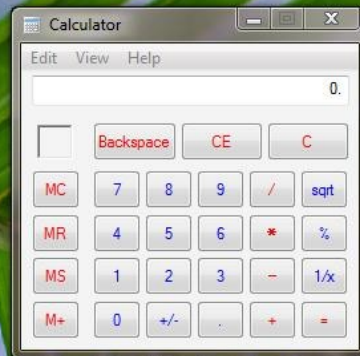 Calculator
Edit View Help
0.
Backspace CE C
MC 7 8 9 / sqrt
MR 4 5 6 * %
MS 1 2 3 - 1/x
M+ 0 +/- . + =